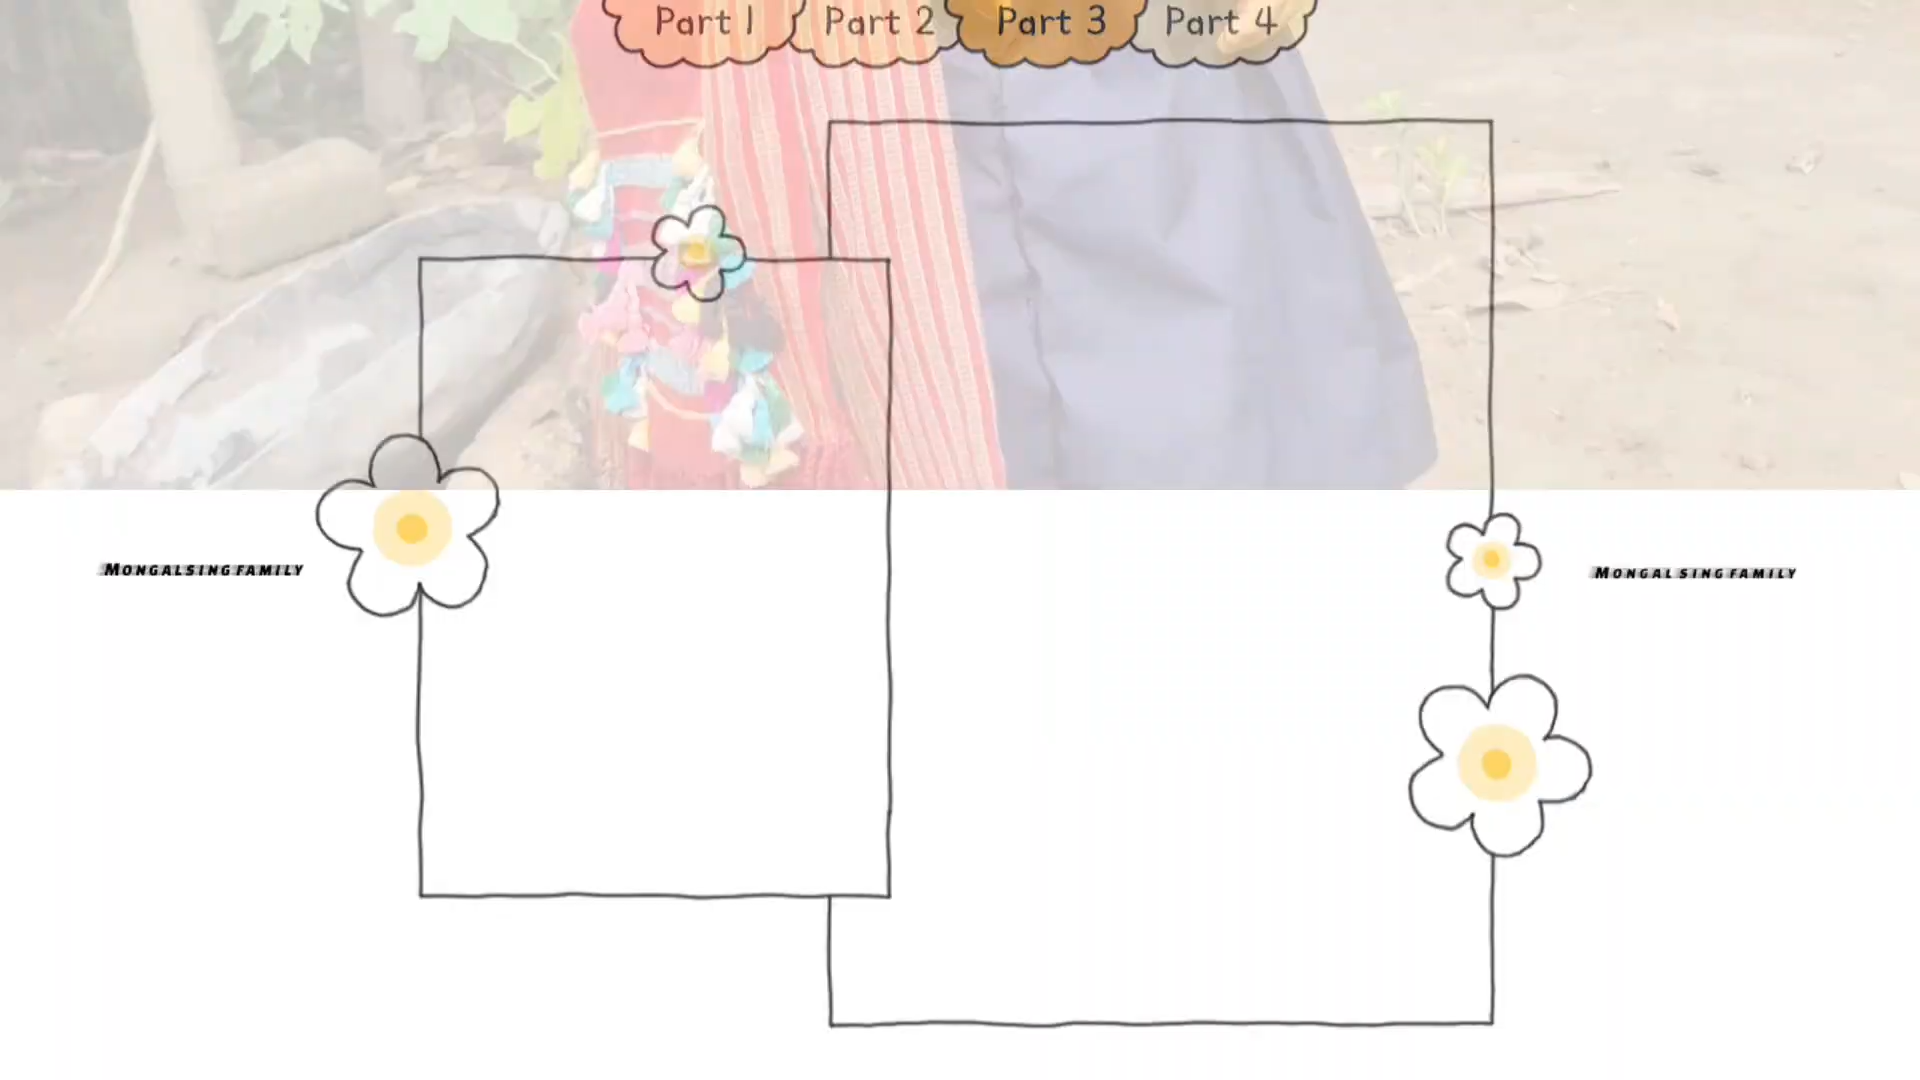 Part 1
Part 2
Part 3
Part 4
MONGALSING FAMILY
MONGAL SING FAMILY